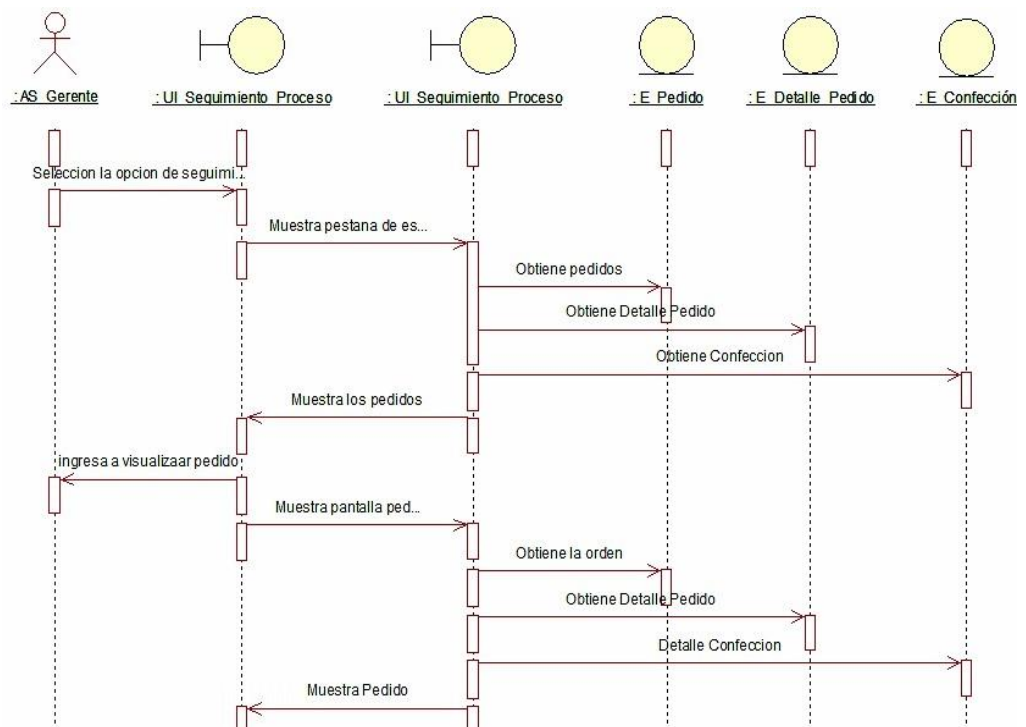 : AS_Gerente
: UI_Seguimiento_Proceso
: UI_Seguimiento_Proceso
: E_Pedido
: E_Detalle_Pedido
: E_Confección
Seleccion la opcion de seguimi...
Muestra pestana de es...
Obtiene pedidos
Obtiene Detalle Pedido
Obtiene Confeccion
Muestra los pedidos
ingresa a visualizaar pedido
Muestra pantalla ped...
Obtiene la orden
Obtiene Detalle Pedido
Detalle Confeccion
Muestra Pedido